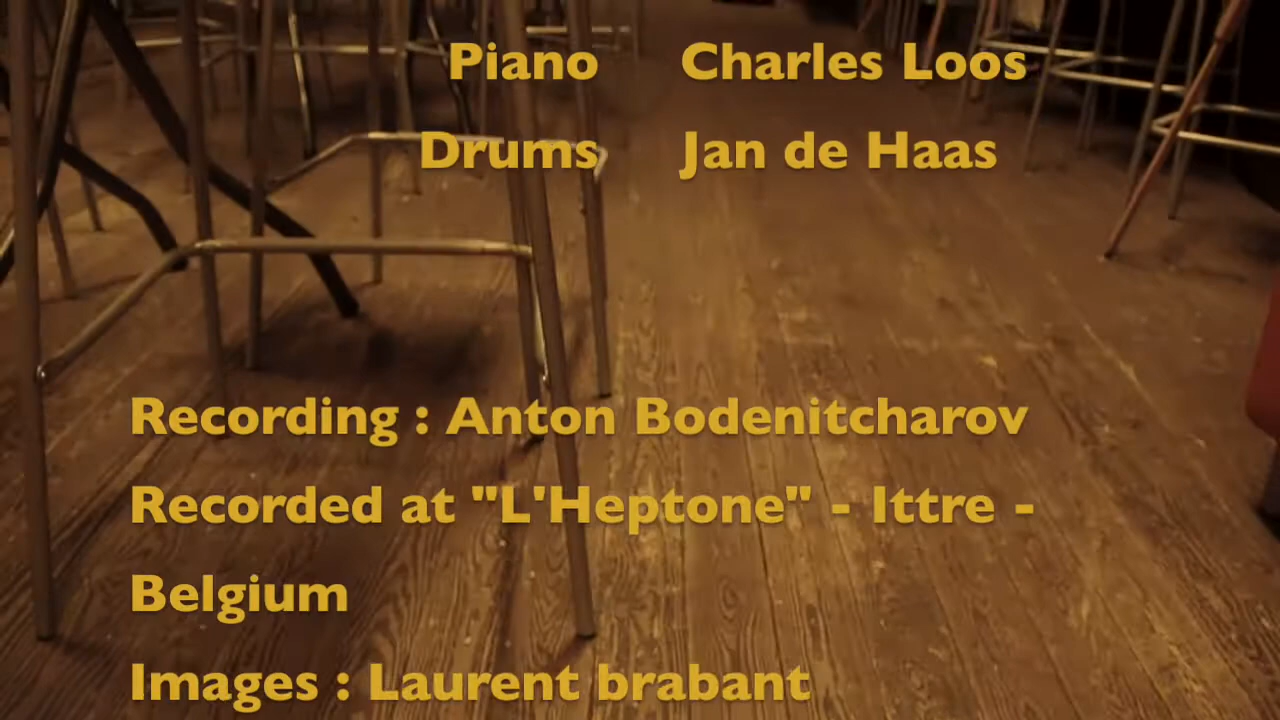 Piano Charles Loos
Drums Jan de Haas
Recording : Anton Bodenitcharov
Recorded at "L'Heptone" - Ittre -
Belgium
Images : Laurent brabant